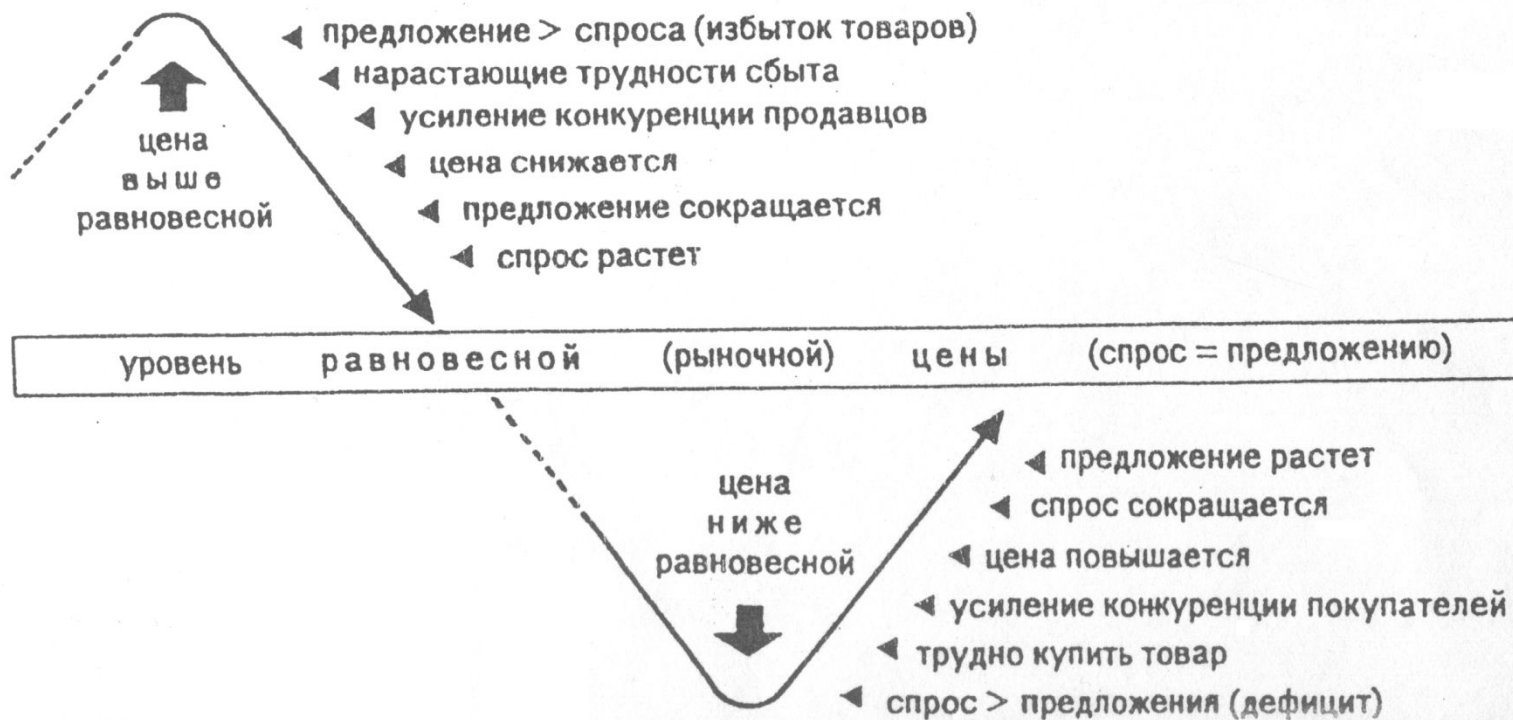 предложение > спроса (избыток товаров)
нарастающие трудности сбыта
усиление конкуренции продавцов
цена снижается
предложение сокращается
спрос растет
цена
выше
равновесной
уровень равновесной (рыночной) цены (спрос = предложению)
цена
ниже
равновесной
предложение растет
спрос сокращается
цена повышается
усиление конкуренции покупателей
трудно купить товар
спрос > предложения (дефицит)